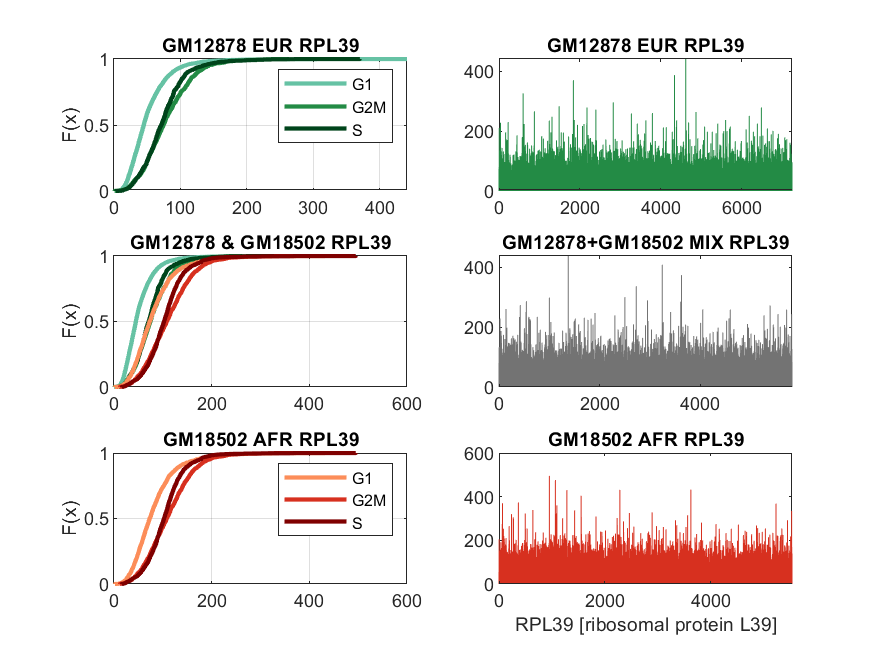 GM12878 EUR RPL39
F(x)
1
0.5
0
0 100 200 300 400
G1
G2M
S
GM12878 EUR RPL39
400
200
0
0 2000 4000 6000
GM12878 & GM18502 RPL39
F(x)
1
0.5
0
0 200 400 600
GM12878+GM18502 MIX RPL39
400
200
0
0 2000 4000
GM18502 AFR RPL39
F(x)
1
0.5
0
0 200 400 600
G1
G2M
S
GM18502 AFR RPL39
600
400
200
0
0 2000 4000
RPL39 [ribosomal protein L39]